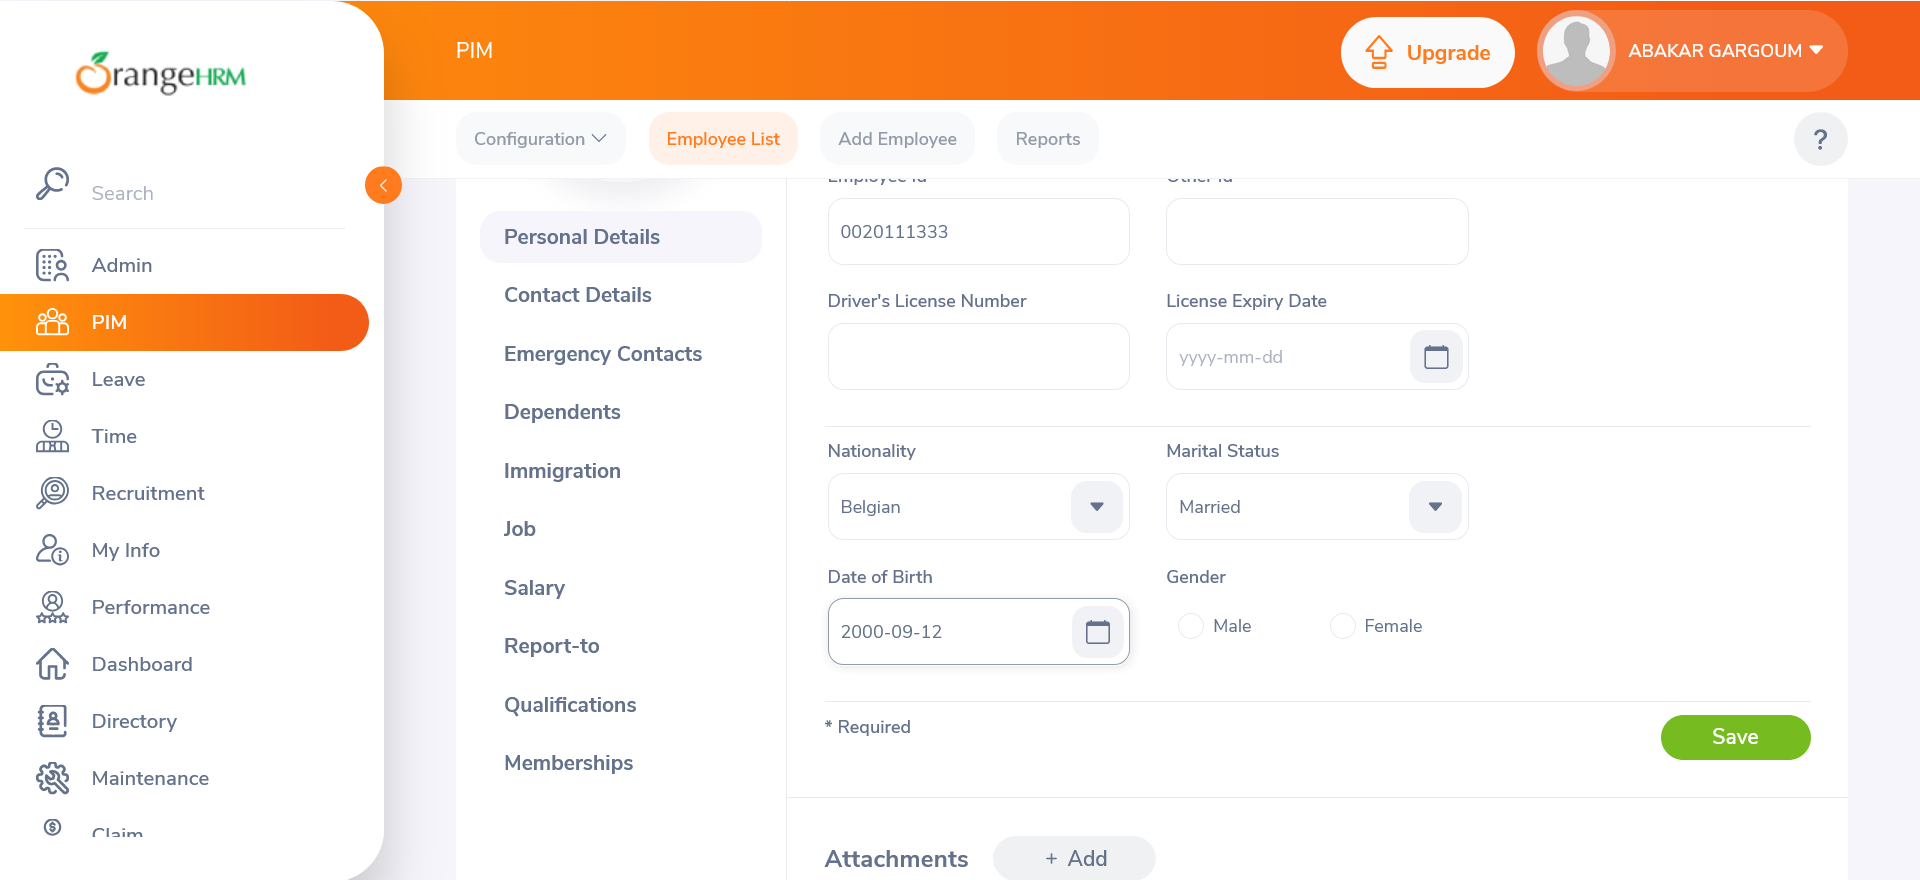 OrangeHRM
PIM
Upgrade
ABAKAR GARGOUM
Configuration
Employee List
Add Employee
Reports
?
Search
Admin
PIM
Leave
Time
Recruitment
My Info
Performance
Dashboard
Directory
Maintenance
Claim
Personal Details
Contact Details
Emergency Contacts
Dependents
Immigration
Job
Salary
Report-to
Qualifications
Memberships
Employee Id
Other Id
0020111333
Driver's License Number
License Expiry Date
yyyy-mm-dd
Nationality
Marital Status
Belgian
Married
Date of Birth
Gender
2000-09-12
Male
Female
* Required
Save
Attachments
+ Add